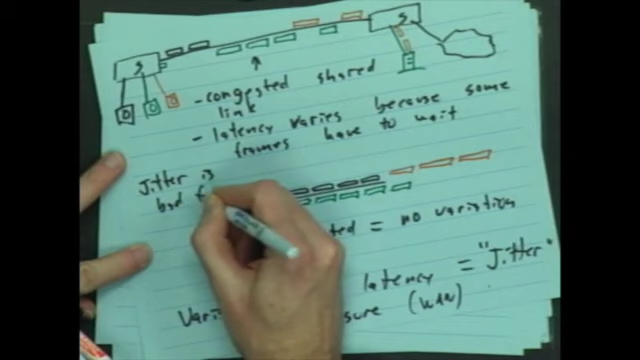 S
S
- congested shared
link
- latency varies because some
frames have to wait
Jitter is
bad f
= no variation
latency = "Jitter"
Vari sure (WAN)